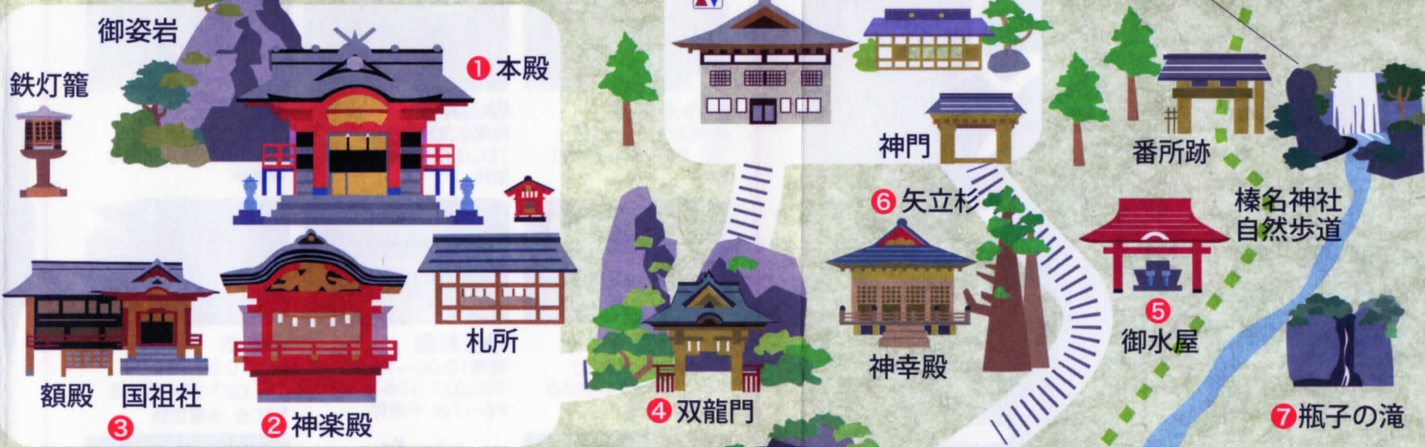 御姿岩
鉄灯籠
❶本殿
額殿
国祖社
❸
❷神楽殿
札所
❹双龍門
神門
❻矢立杉
神幸殿
番所跡
榛名神社
自然歩道
❺
御水屋
❼瓶子の滝